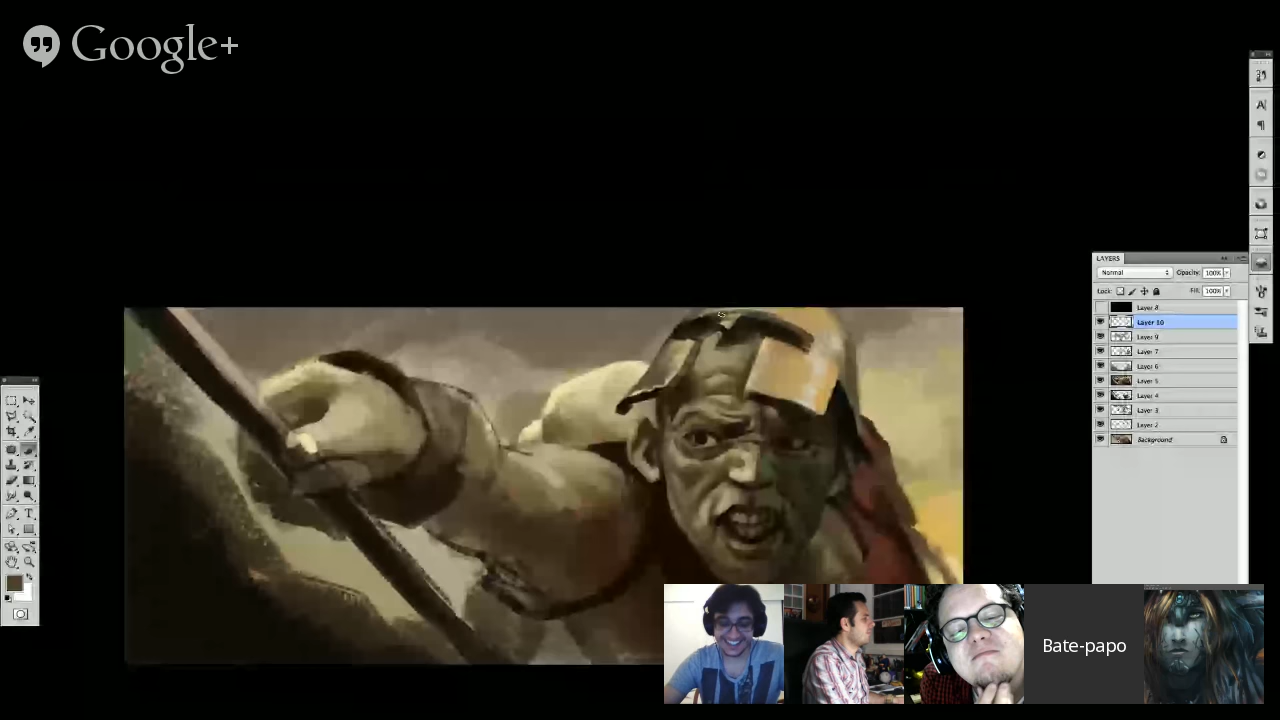 Google+
LAYERS
Normal
Opacity: 100%
Lock:
Fill: 100%
Layer 8
Layer 10
Layer 9
Layer 7
Layer 6
Layer 5
Layer 4
Layer 3
Layer 2
Background
Bate-papo